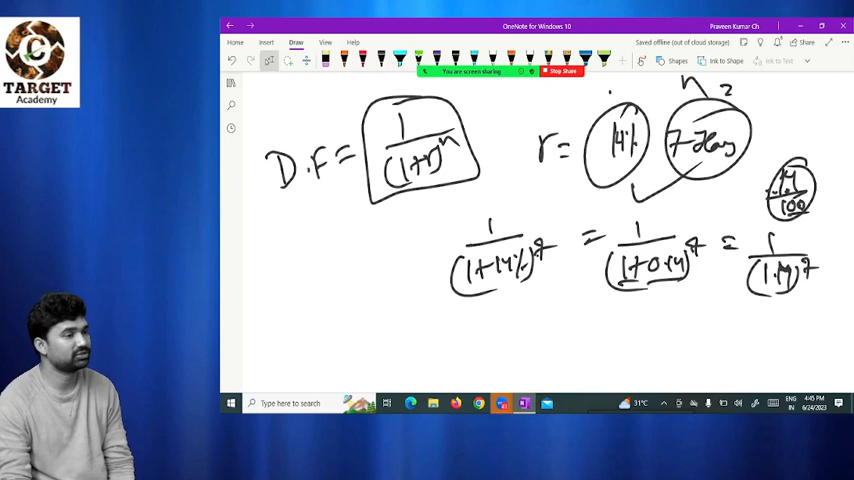 OneNote for Windows 10
Praveen Kumar Ch
Home Insert Draw View Help
Saved offline (out of cloud storage)
Share
Shapes
Ink to Shape
Ink to Text
You are screen sharing
Stop Share
TARGET
Academy
n
D.F = 1/(1+r)^n
r = 14%
14/100
1/(1+14%)^7 = 1/(1+0.14)^7 = 1/(1.14)^7
Type here to search
31°C
ENG
IN
4:45 PM
6/24/2023